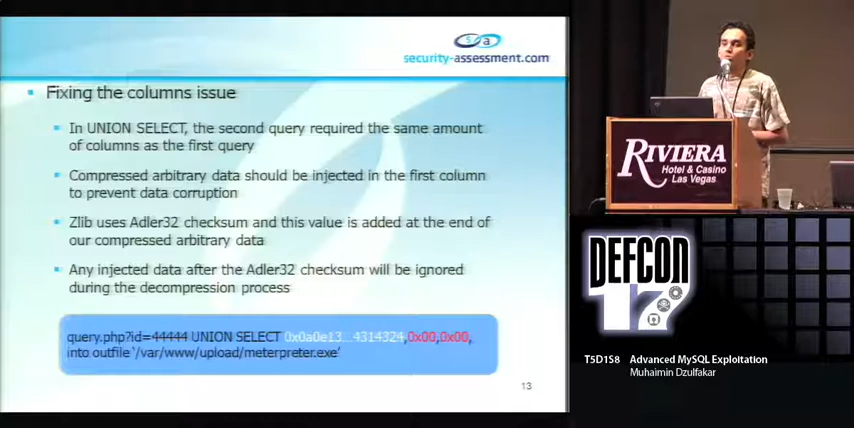 sa
security-assessment.com
Fixing the columns issue
In UNION SELECT, the second query required the same amount
of columns as the first query
Compressed arbitrary data should be injected in the first column
to prevent data corruption
Zlib uses Adler32 checksum and this value is added at the end of
our compressed arbitrary data
Any injected data after the Adler32 checksum will be ignored
during the decompression process
query.php?id=44444 UNION SELECT 0x0a0e13...4314324,0x00,0x00,
into outfile '/var/www/upload/meterpreter.exe'
13
RIVIERA
Hotel & Casino
Las Vegas
DEFCON
17
T5D1S8 Advanced MySQL Exploitation
Muhaimin Dzulfakar